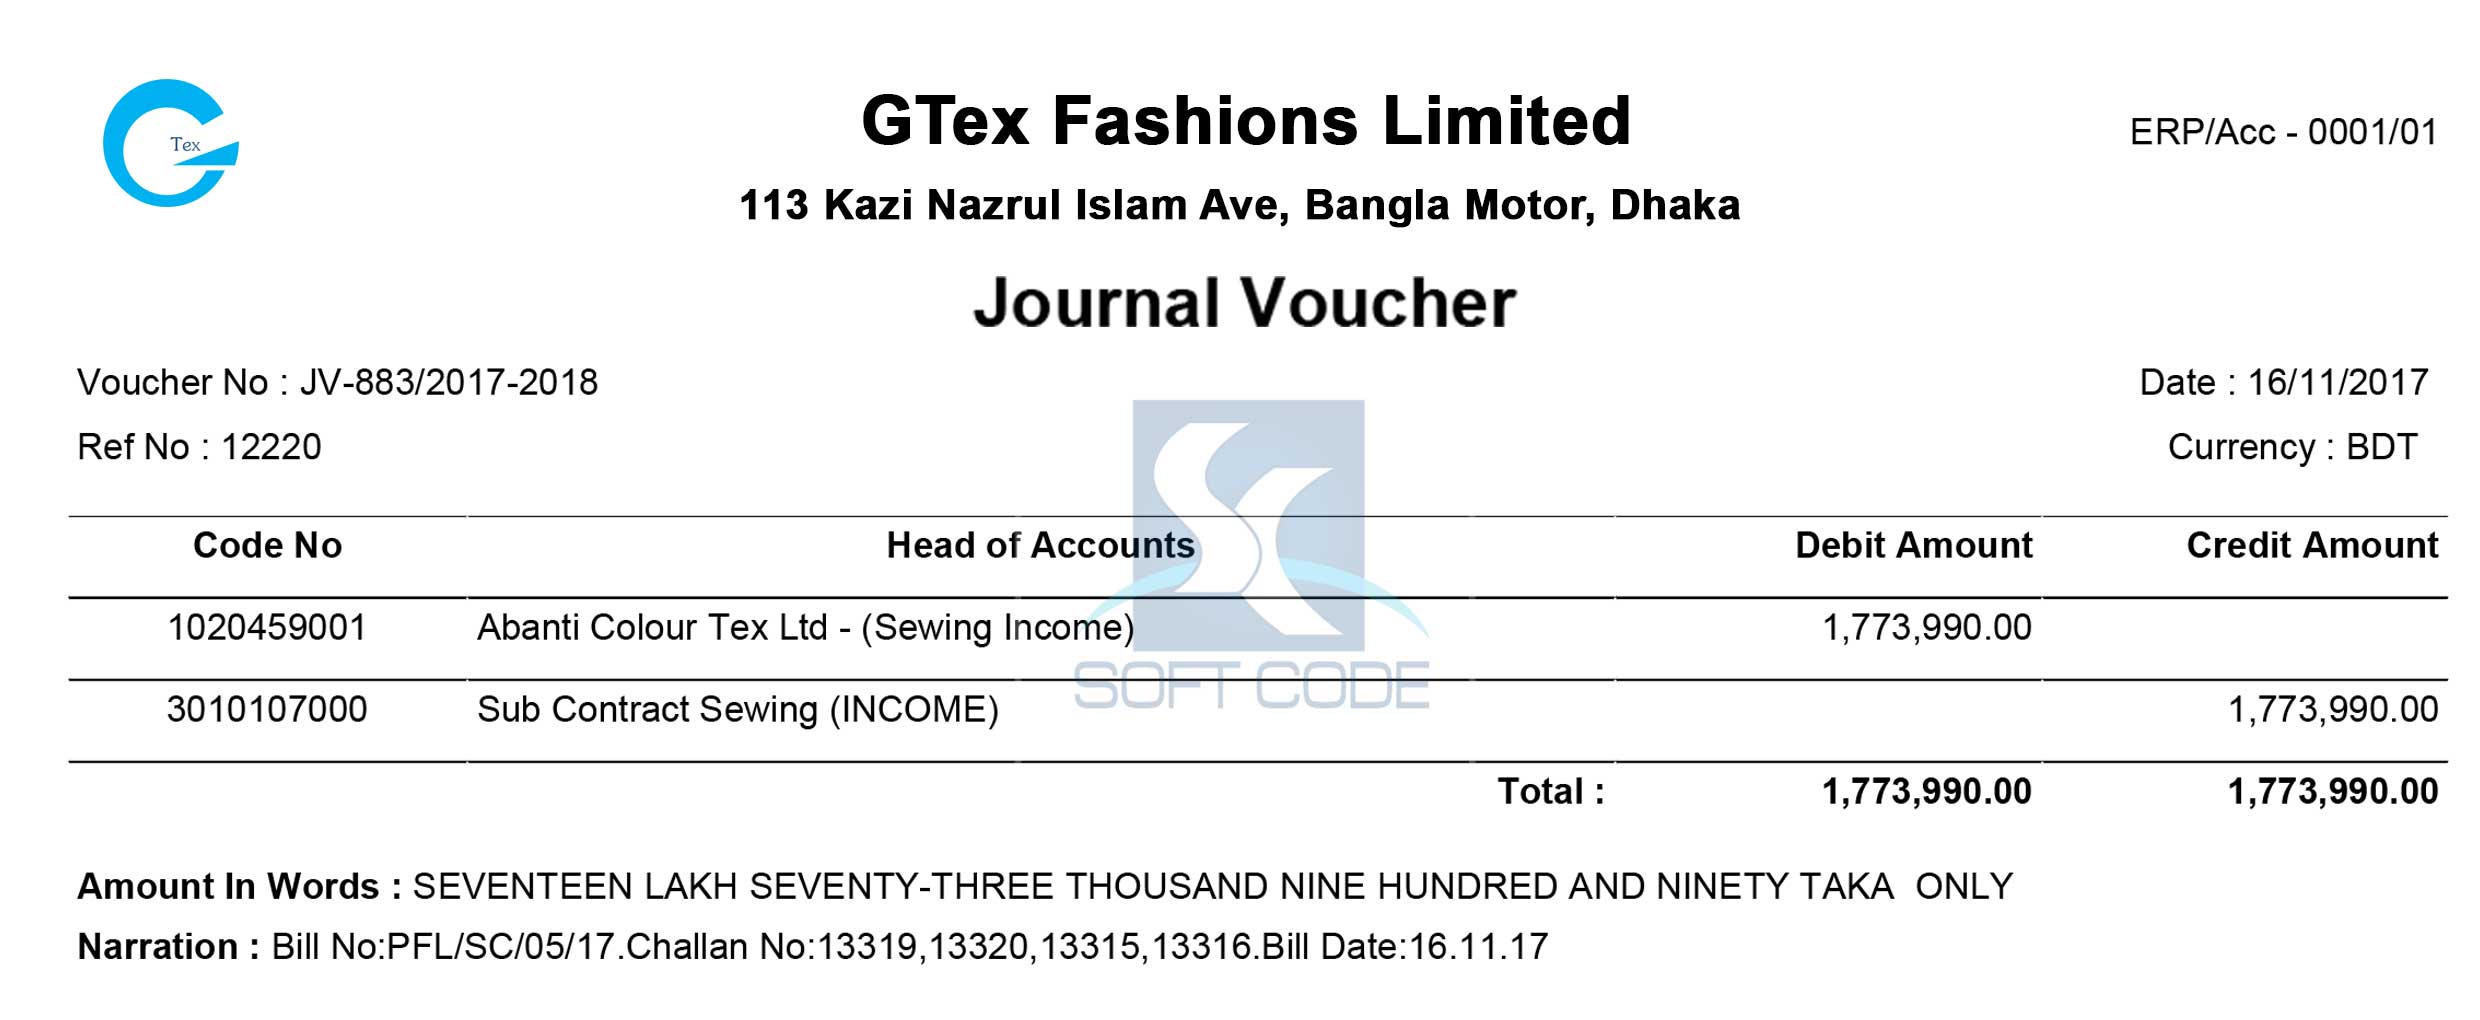 Tex
GTex Fashions Limited
ERP/Acc - 0001/01
113 Kazi Nazrul Islam Ave, Bangla Motor, Dhaka
Journal Voucher
Voucher No : JV-883/2017-2018
Date : 16/11/2017
Ref No : 12220
Currency : BDT
Code No Head of Accounts Debit Amount Credit Amount
1020459001 Abanti Colour Tex Ltd - (Sewing Income) 1,773,990.00
3010107000 Sub Contract Sewing (INCOME) 1,773,990.00
SOFT CODE
Total : 1,773,990.00 1,773,990.00
Amount In Words : SEVENTEEN LAKH SEVENTY-THREE THOUSAND NINE HUNDRED AND NINETY TAKA  ONLY
Narration : Bill No:PFL/SC/05/17.Challan No:13319,13320,13315,13316.Bill Date:16.11.17